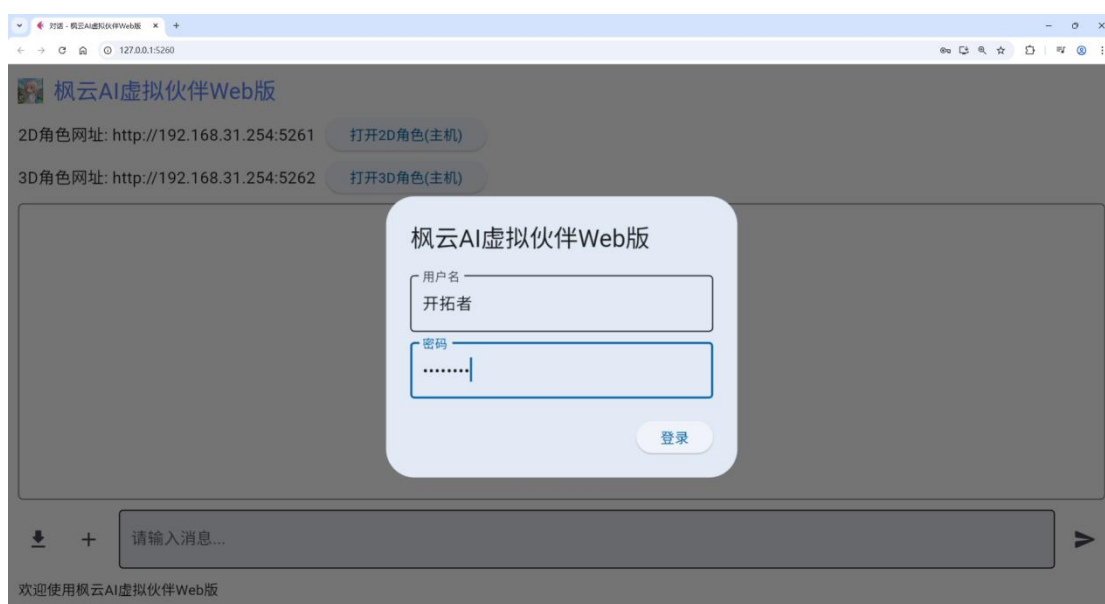 对话 - 枫云AI虚拟伙伴Web版
127.0.0.1:5260
枫云AI虚拟伙伴Web版
2D角色网址: http://192.168.31.254:5261 打开2D角色(主机)
3D角色网址: http://192.168.31.254:5262 打开3D角色(主机)
枫云AI虚拟伙伴Web版
用户名
开拓者
密码
••••••••
登录
请输入消息...
欢迎使用枫云AI虚拟伙伴Web版